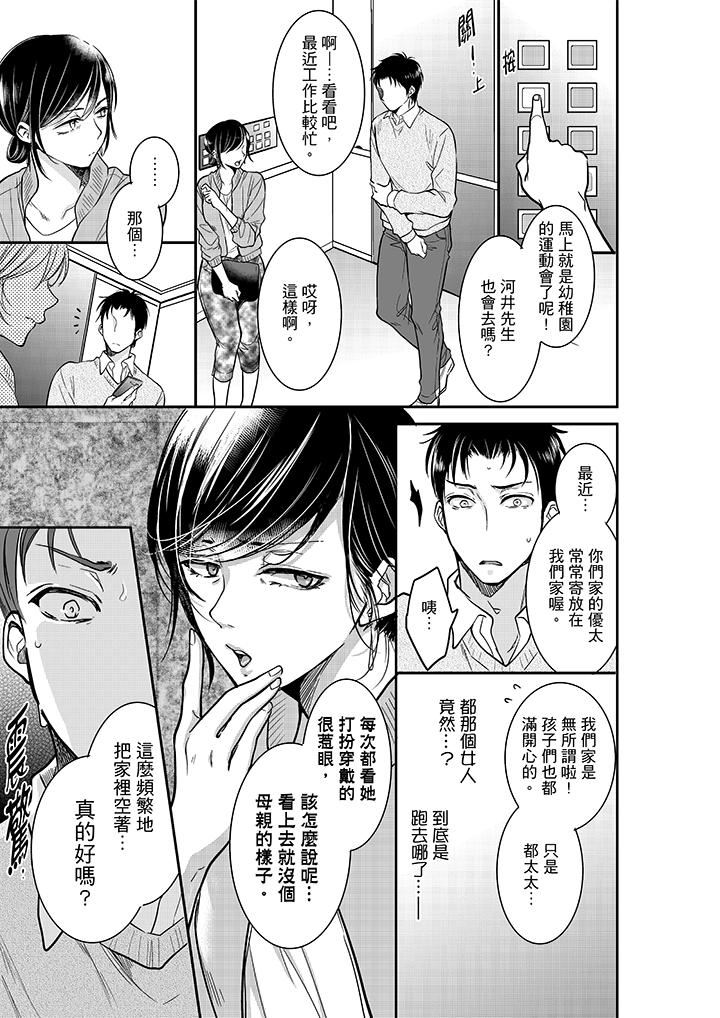 按
關！
上
馬上就是幼稚園
的運動會了呢！
河井先生
也會去嗎？
啊—…看看吧，
最近工作比較忙。
哎呀，
這樣啊。
……
那個…
最近…
你們家的優太
常常寄放在
我們家喔。
咦…
我們家是
無所謂啦！
孩子們也都
滿開心的。
只是
都太太…
都那個女人
竟然…？
到底是
跑去哪了…—
每次都看她
打扮穿戴的
很惹眼，
該怎麼說呢…
看上去就沒個
母親的樣子。
這麼頻繁地
把家裡空著…
真的好嗎？
震驚